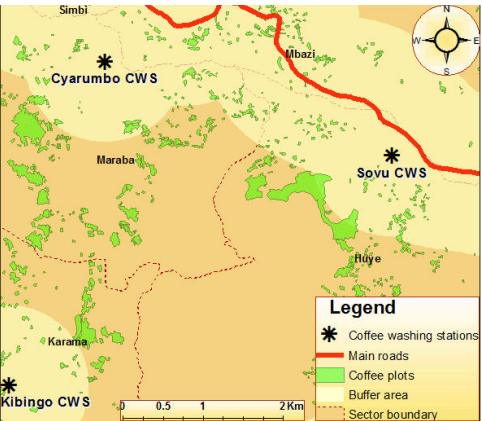 Simbi
N
W
E
S
Mbazi
Cyarumbo CWS
Maraba
Sovu CWS
Huye
Karama
Kibingo CWS
Legend
Coffee washing stations
Main roads
Coffee plots
Buffer area
Sector boundary
0 0.5 1 2 Km